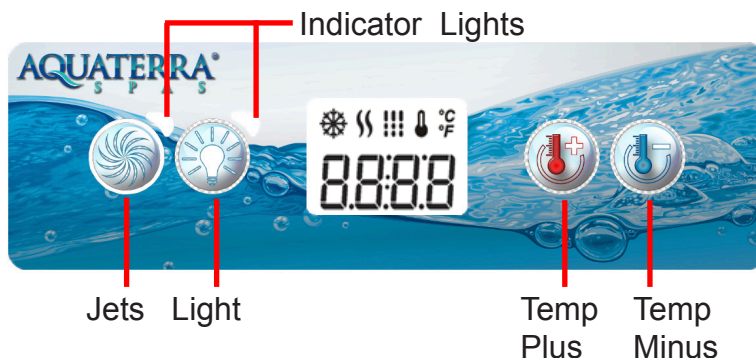 Indicator Lights
AQUATERRA®
SPAS
°C
°F
88:88
Jets Light Temp Plus Temp Minus